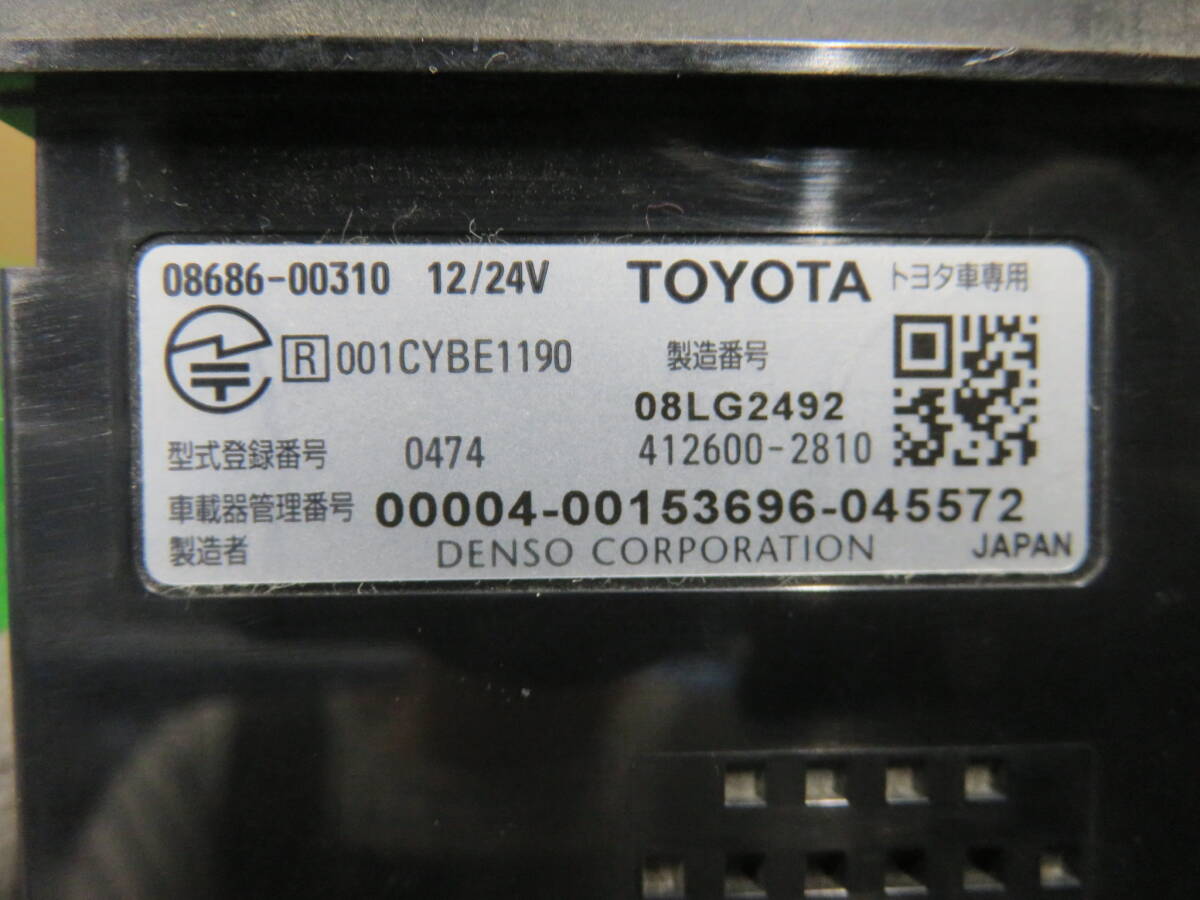 08686-00310 12/24V TOYOTA トヨタ車専用
R 001CYBE1190 製造番号
08LG2492
型式登録番号 0474 412600-2810
車載器管理番号 00004-00153696-045572
製造者 DENSO CORPORATION JAPAN